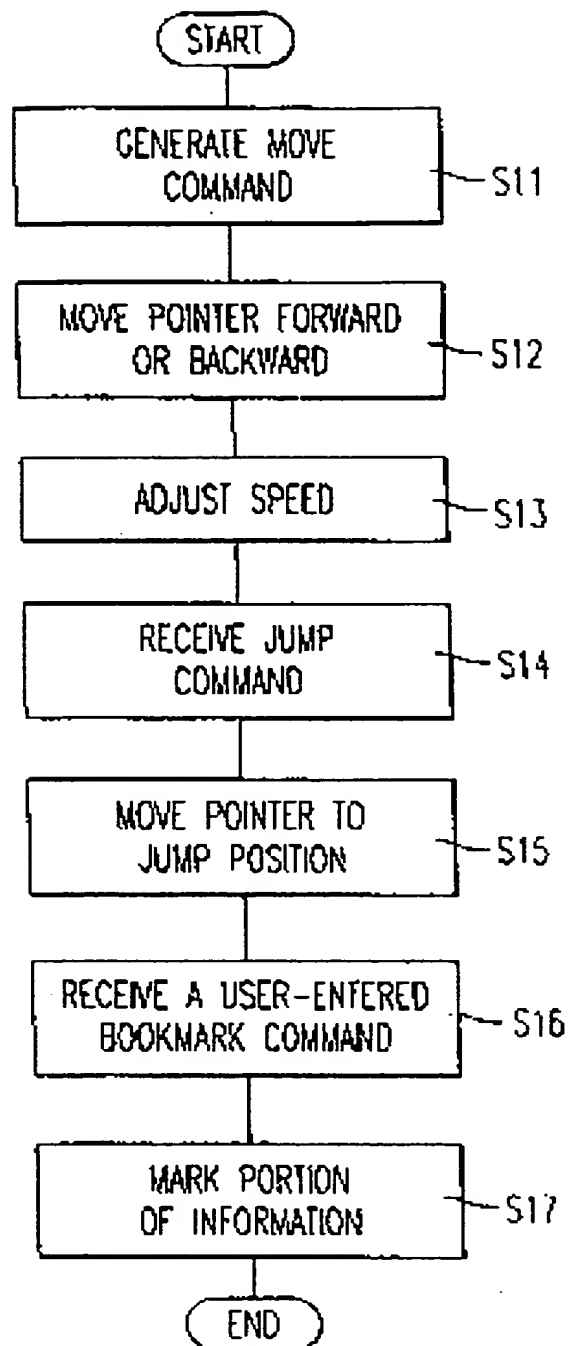 START
GENERATE MOVE
COMMAND
S11
MOVE POINTER FORWARD
OR BACKWARD
S12
ADJUST SPEED
S13
RECEIVE JUMP
COMMAND
S14
MOVE POINTER TO
JUMP POSITION
S15
RECEIVE A USER-ENTERED
BOOKMARK COMMAND
S16
MARK PORTION
OF INFORMATION
S17
END